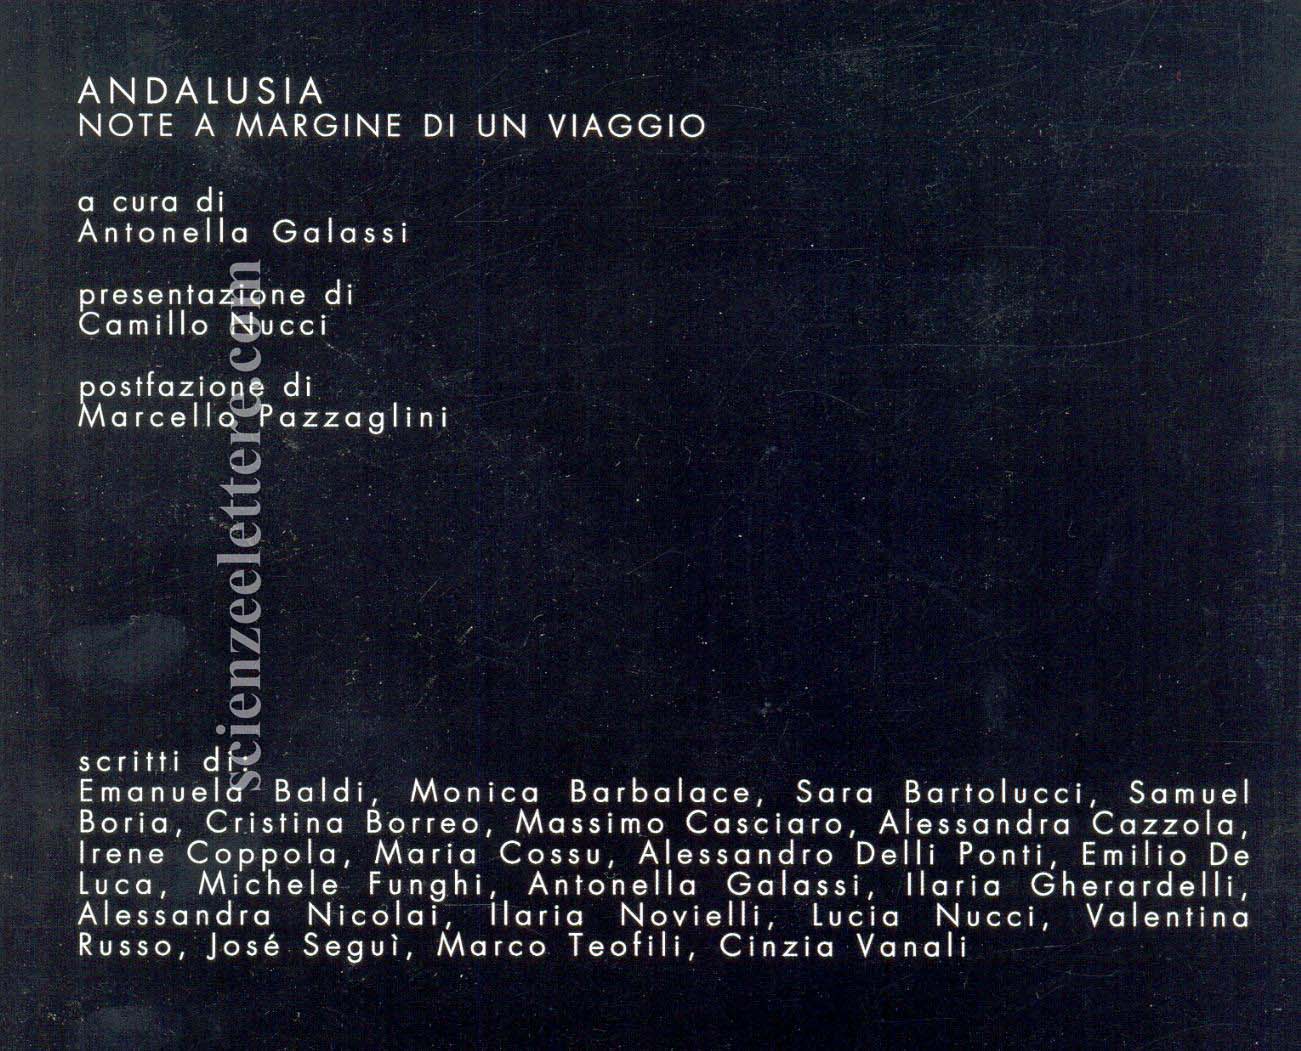 ANDALUSIA
NOTE A MARGINE DI UN VIAGGIO
a cura di
Antonella Galassi
presentazione di
Camillo Nucci
postfazione di
Marcello Pazzaglini
scienzeelettere.com
scritti di:
Emanuela Baldi, Monica Barbalace, Sara Bartolucci, Samuel
Boria, Cristina Borreo, Massimo Casciaro, Alessandra Cazzola,
Irene Coppola, Maria Cossu, Alessandro Delli Ponti, Emilio De
Luca, Michele Funghi, Antonella Galassi, Ilaria Gherardelli,
Alessandra Nicolai, Ilaria Novielli, Lucia Nucci, Valentina
Russo, José Seguì, Marco Teofili, Cinzia Vanali